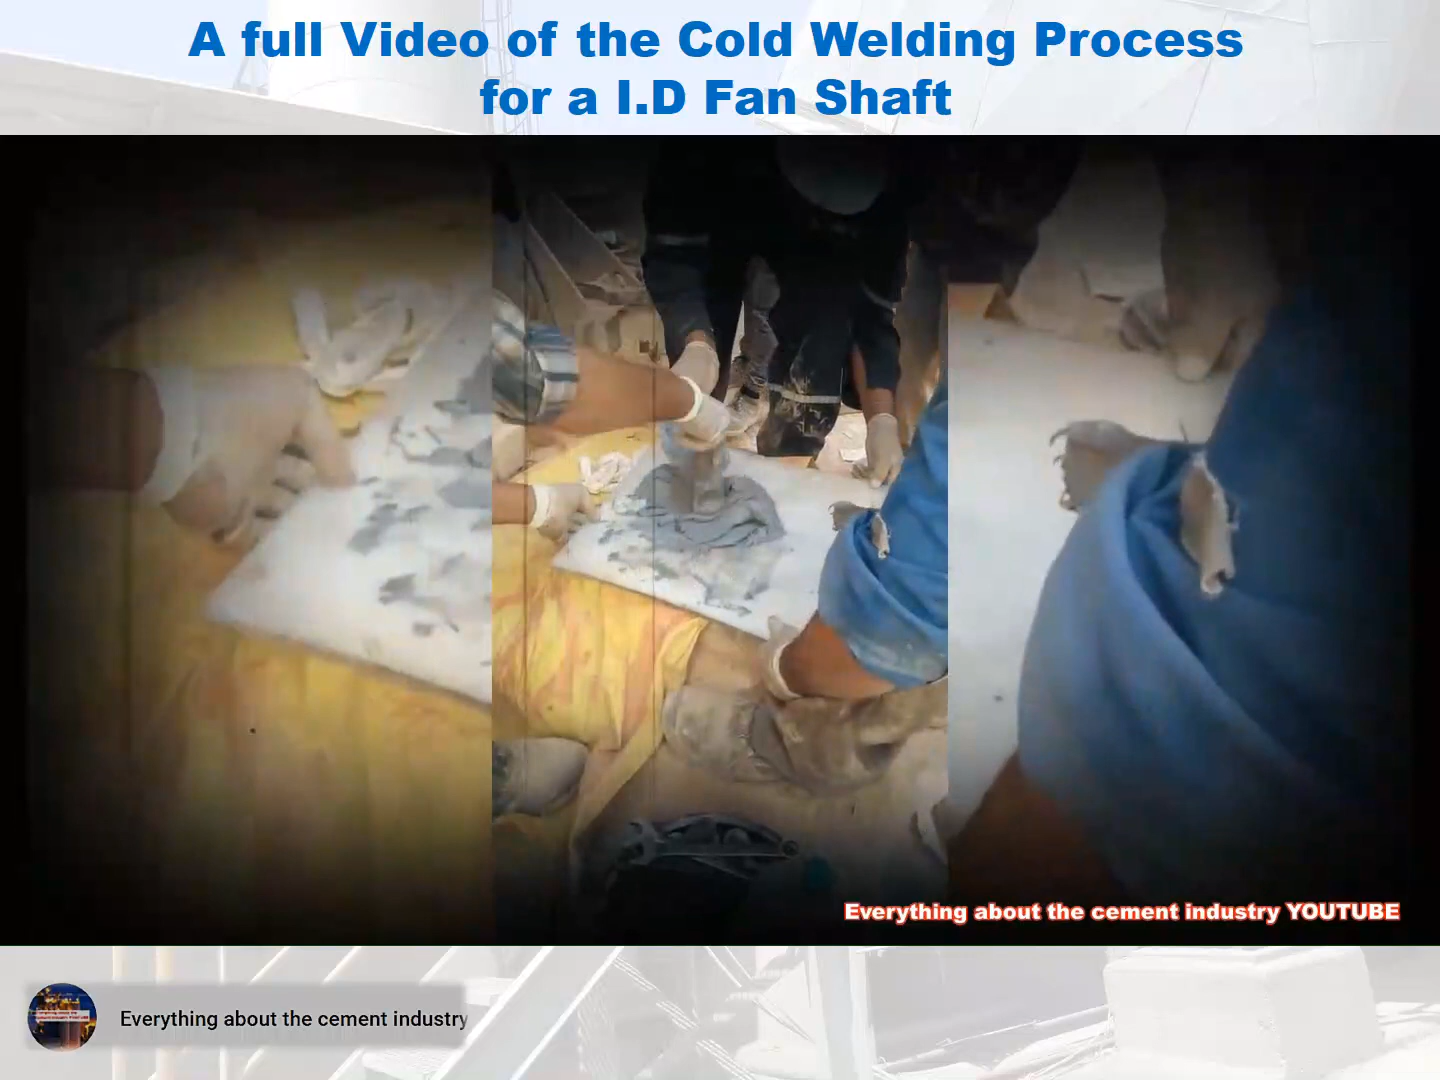 A full Video of the Cold Welding Process
for a I.D Fan Shaft
Everything about the cement industry YOUTUBE
Everything about the cement industry